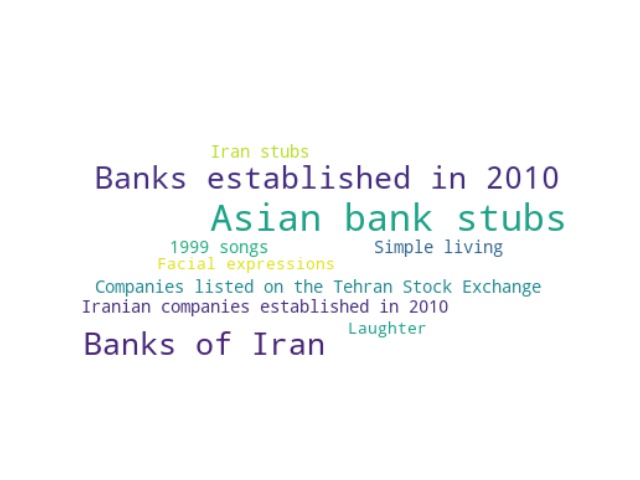 Iran stubs
Banks established in 2010
Asian bank stubs
1999 songs
Simple living
Facial expressions
Companies listed on the Tehran Stock Exchange
Iranian companies established in 2010
Laughter
Banks of Iran